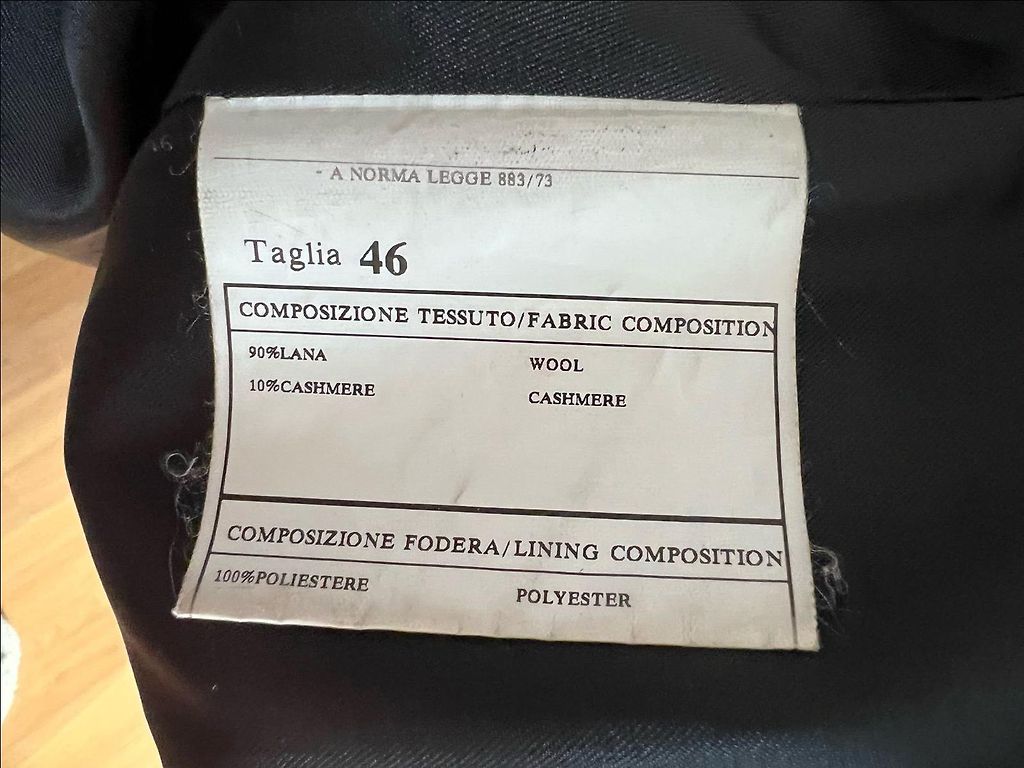 - A NORMA LEGGE 883/73
Taglia 46
COMPOSIZIONE TESSUTO/FABRIC COMPOSITION
90%LANA WOOL
10%CASHMERE CASHMERE
COMPOSIZIONE FODERA/LINING COMPOSITION
100%POLIESTERE POLYESTER